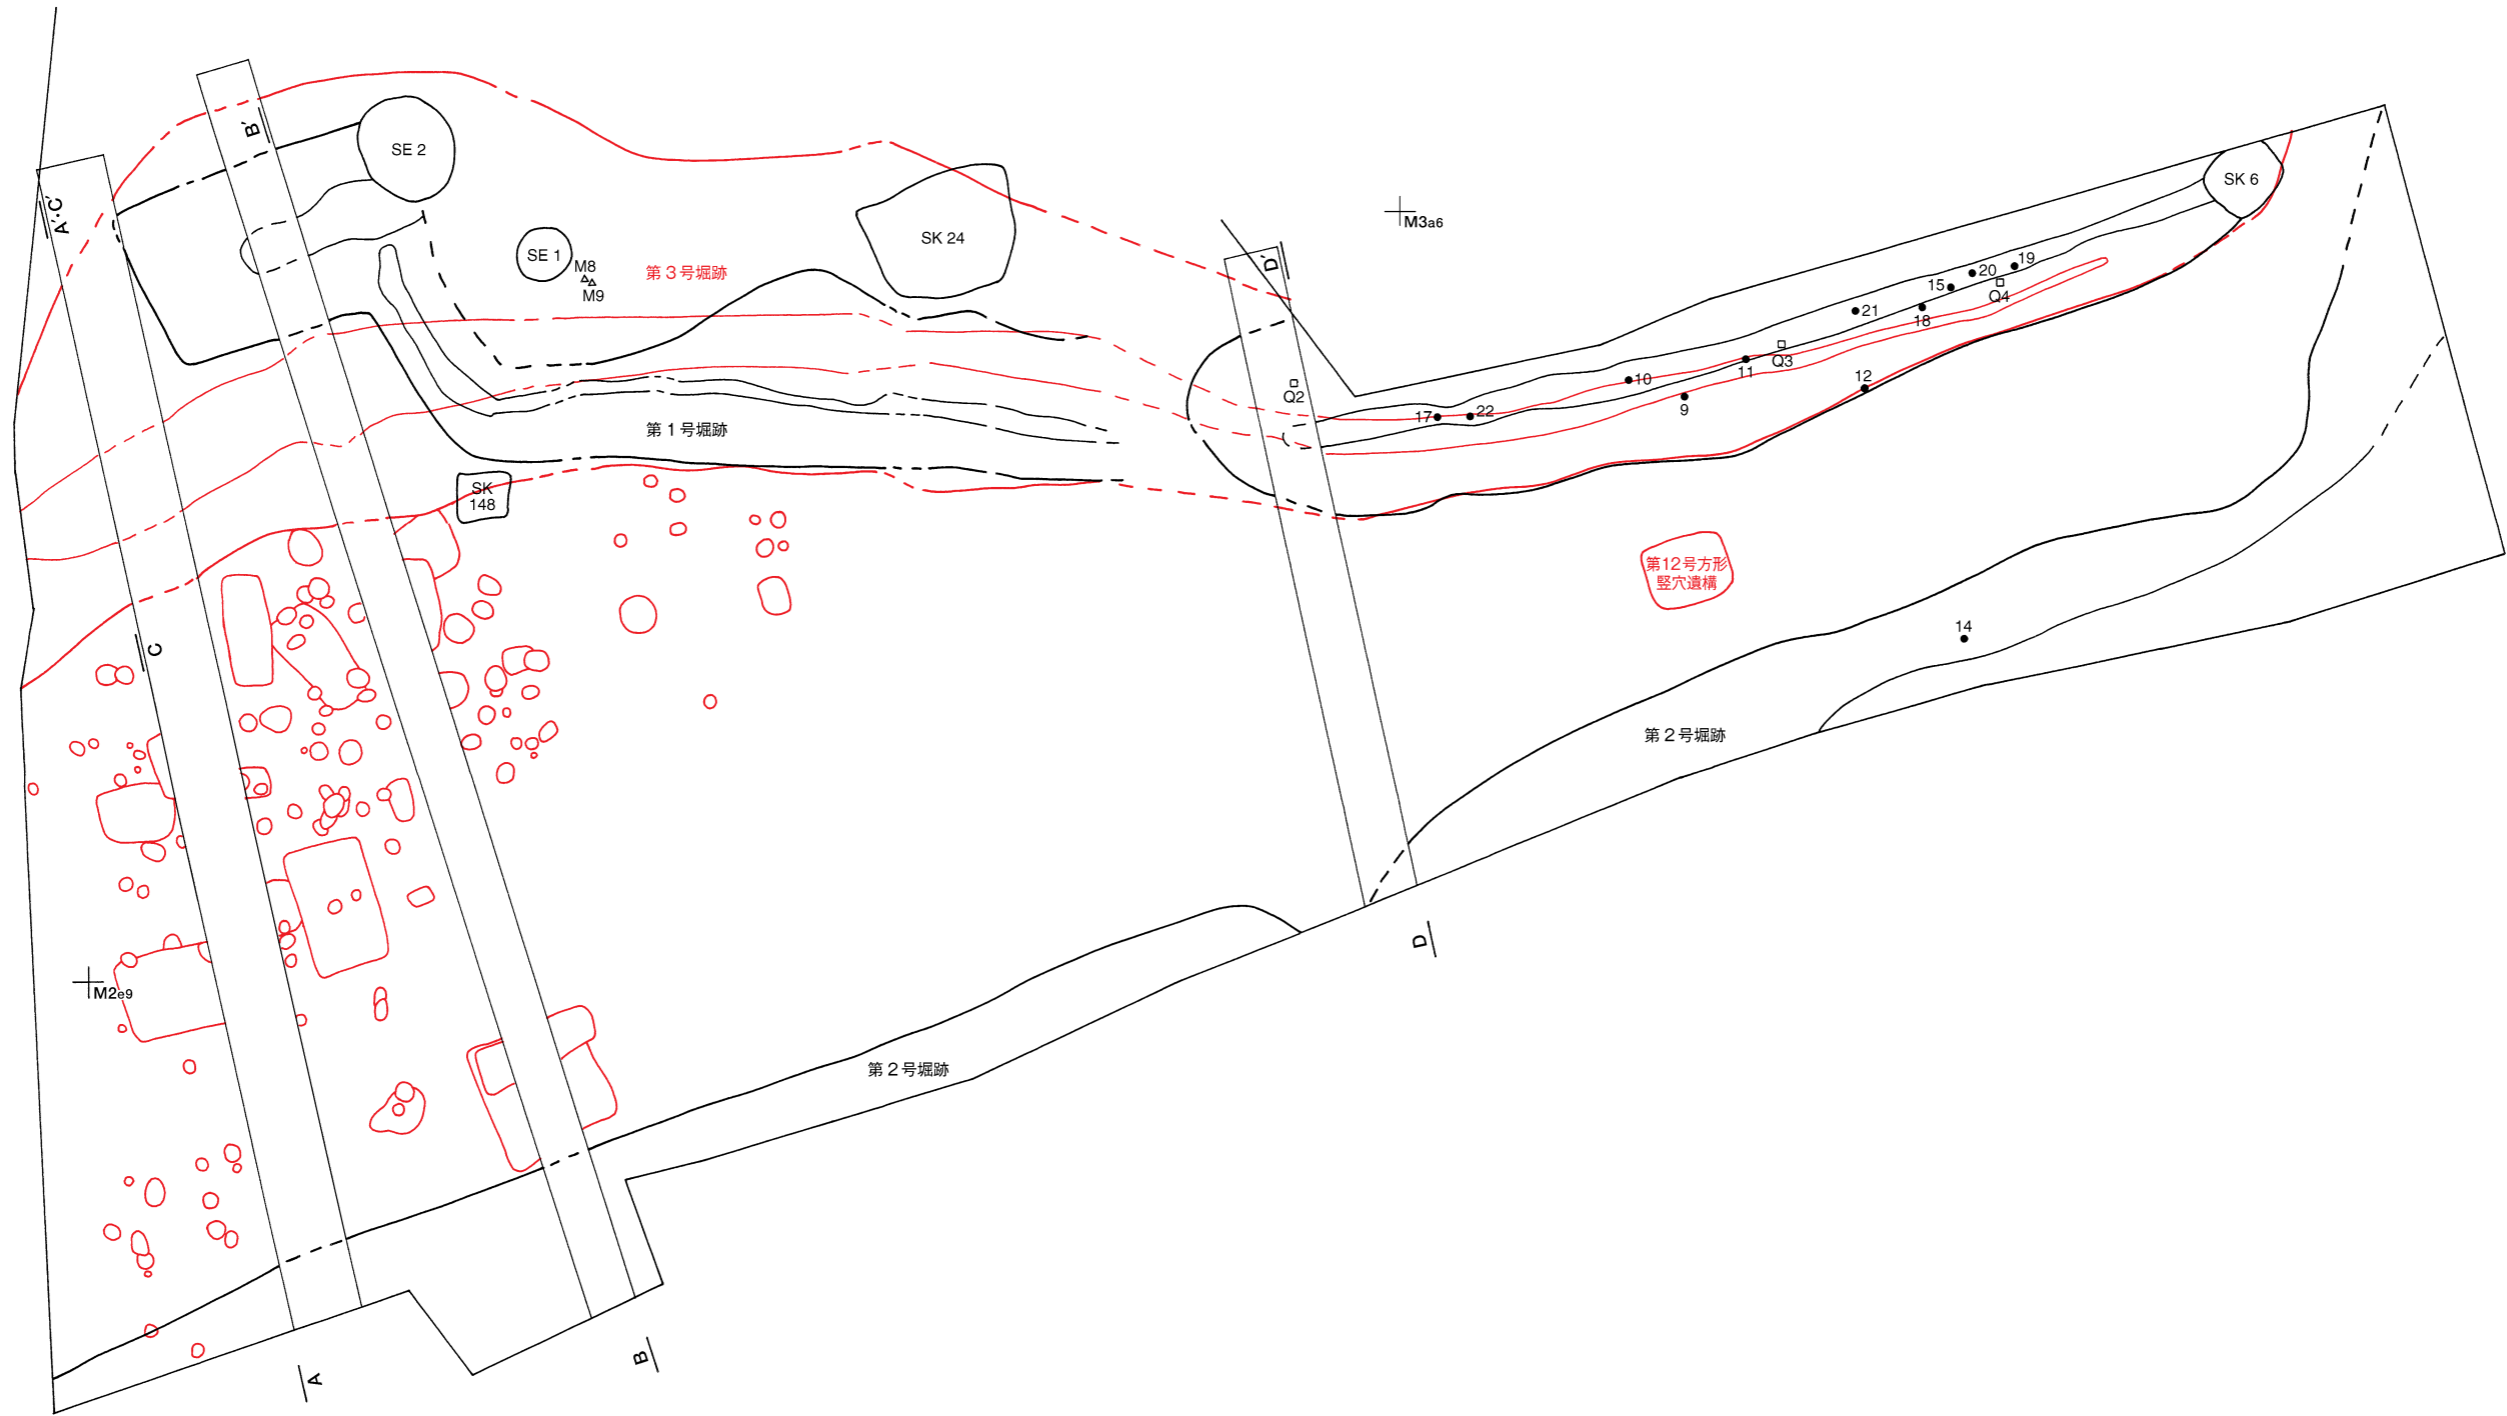 B´
SE 2
A´・C´
SK 6
M3a6
SK 24
SE 1
M8
M9
第３号堀跡
D´
19
20
15
Q4
21
18
Q3
11
10
Q2
12
9
17
22
第１号堀跡
SK
148
第12号方形
竪穴遺構
C
14
第２号堀跡
D
M2e9
第２号堀跡
B
A